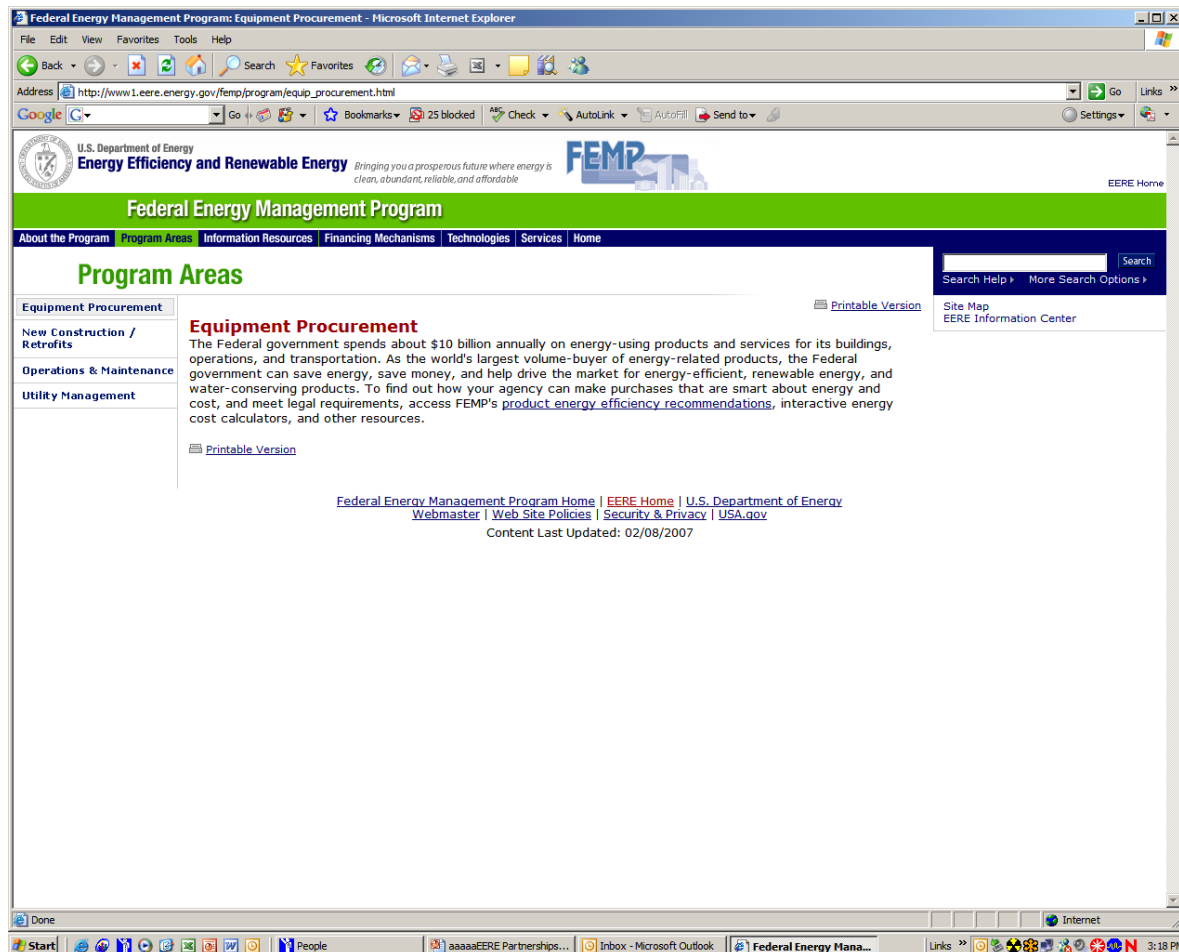 Federal Energy Management Program: Equipment Procurement - Microsoft Internet Explorer
File Edit View Favorites Tools Help
Back Search Favorites
Address http://www1.eere.energy.gov/femp/program/equip_procurement.html Go Links »
Google G Go Bookmarks 25 blocked ABC Check AutoLink AutoFill Send to Settings
U.S. Department of Energy
Energy Efficiency and Renewable Energy
Bringing you a prosperous future where energy is
clean, abundant, reliable, and affordable
FEMP
EERE Home
Federal Energy Management Program
About the Program Program Areas Information Resources Financing Mechanisms Technologies Services Home
Program Areas
Search
Search Help More Search Options
Site Map
EERE Information Center
Equipment Procurement
New Construction /
Retrofits
Operations & Maintenance
Utility Management
Printable Version
Equipment Procurement
The Federal government spends about $10 billion annually on energy-using products and services for its buildings,
operations, and transportation. As the world's largest volume-buyer of energy-related products, the Federal
government can save energy, save money, and help drive the market for energy-efficient, renewable energy, and
water-conserving products. To find out how your agency can make purchases that are smart about energy and
cost, and meet legal requirements, access FEMP's product energy efficiency recommendations, interactive energy
cost calculators, and other resources.
Printable Version
Federal Energy Management Program Home | EERE Home | U.S. Department of Energy
Webmaster | Web Site Policies | Security & Privacy | USA.gov
Content Last Updated: 02/08/2007
Done Internet
Start People aaaaaEERE Partnerships... Inbox - Microsoft Outlook Federal Energy Mana... Links » 3:18 PM